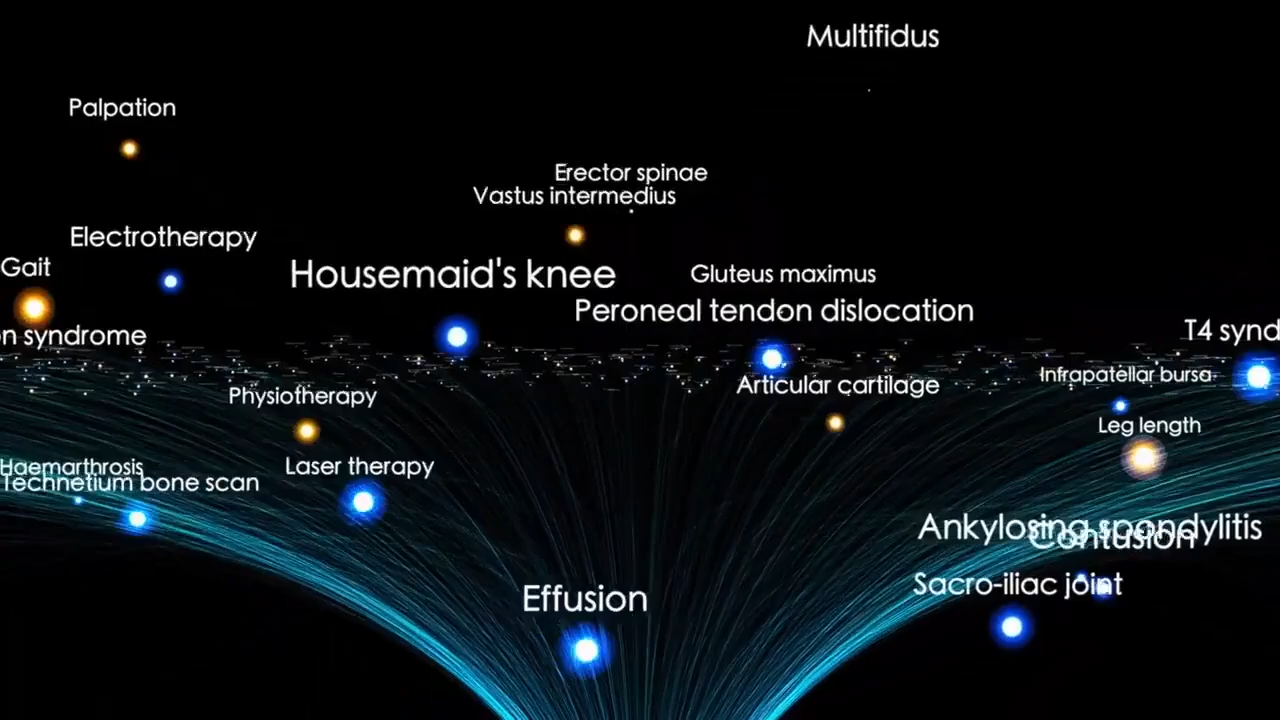 Multifidus
Palpation
Erector spinae
Vastus intermedius
Electrotherapy
Gait
Housemaid's knee
Gluteus maximus
Peroneal tendon dislocation
n syndrome
T4 synd
Infrapatellar bursa
Articular cartilage
Physiotherapy
Leg length
Haemarthrosis
Laser therapy
Technetium bone scan
Ankylosing spondylitis
Contusion
Sacro-iliac joint
Effusion